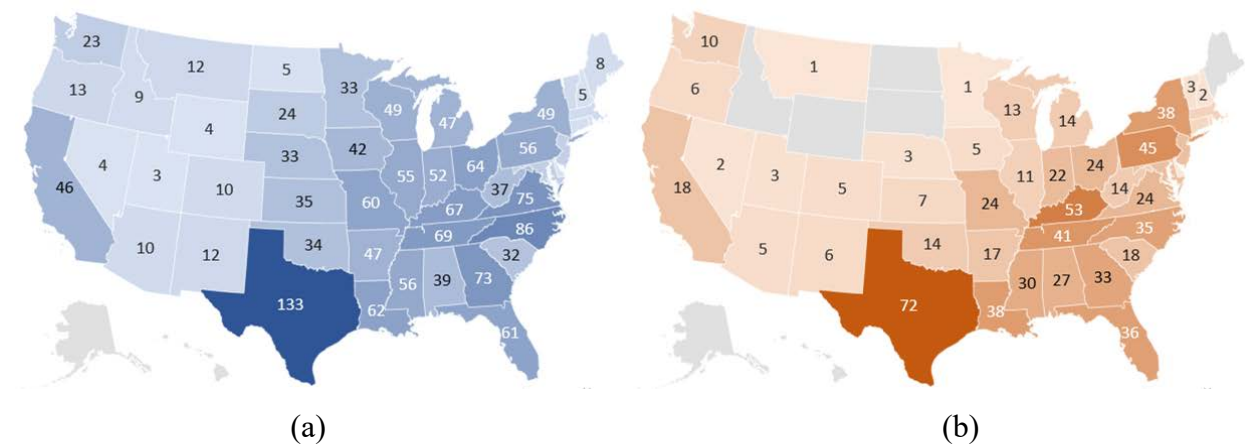 23 12 5 33 8
13 9 24 49 47 49 5
4 33 42 56
46 4 3 10 35 60 55 52 64 37 75
10 12 34 47 67 69 86
133 62 56 39 73 32 61
10 1 1 3 2
6 13 14 38
18 2 3 5 3 5 11 22 24 45
5 6 7 24 53 14 24
14 17 41 35
72 38 30 27 33 18 36
(a) (b)